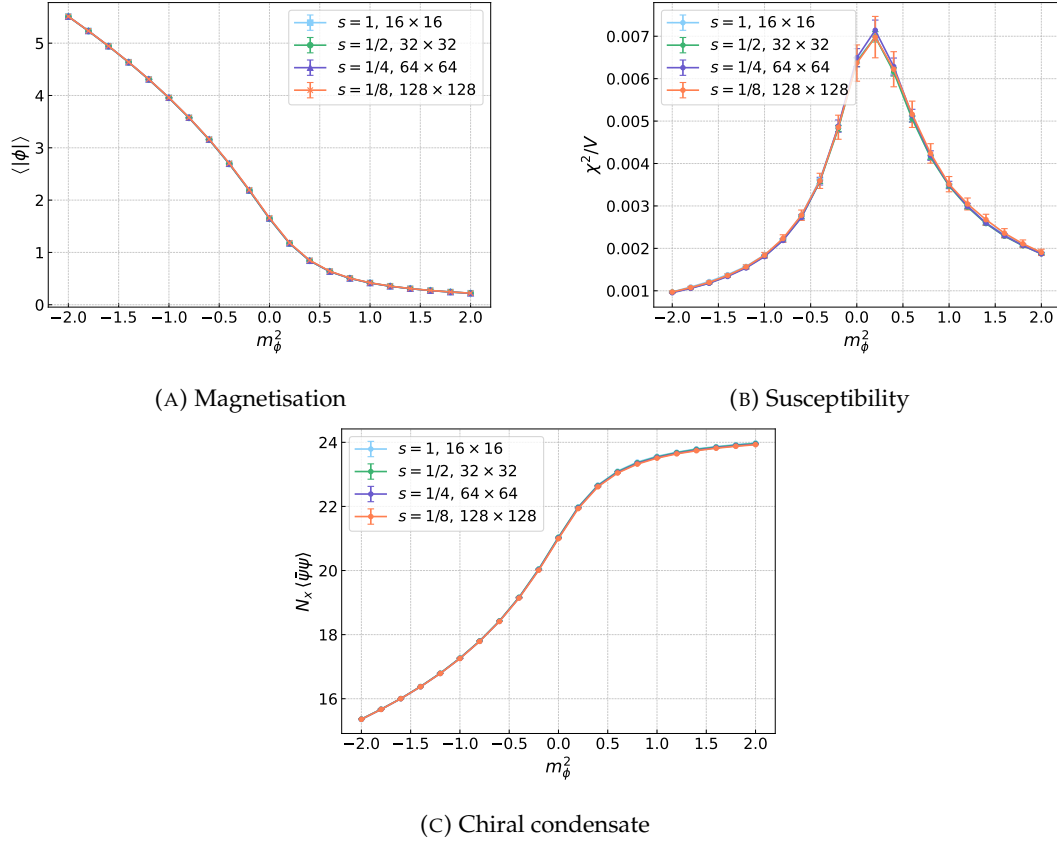 s = 1, 16 × 16
s = 1/2, 32 × 32
s = 1/4, 64 × 64
s = 1/8, 128 × 128
⟨|ϕ|⟩
5
4
3
2
1
0
−2.0 −1.5 −1.0 −0.5 0.0 0.5 1.0 1.5 2.0
m²_ϕ
(A) Magnetisation
s = 1, 16 × 16
s = 1/2, 32 × 32
s = 1/4, 64 × 64
s = 1/8, 128 × 128
χ²/V
0.007
0.006
0.005
0.004
0.003
0.002
0.001
−2.0 −1.5 −1.0 −0.5 0.0 0.5 1.0 1.5 2.0
m²_ϕ
(B) Susceptibility
s = 1, 16 × 16
s = 1/2, 32 × 32
s = 1/4, 64 × 64
s = 1/8, 128 × 128
N_x ⟨ψ̄ψ⟩
24
22
20
18
16
−2.0 −1.5 −1.0 −0.5 0.0 0.5 1.0 1.5 2.0
m²_ϕ
(C) Chiral condensate